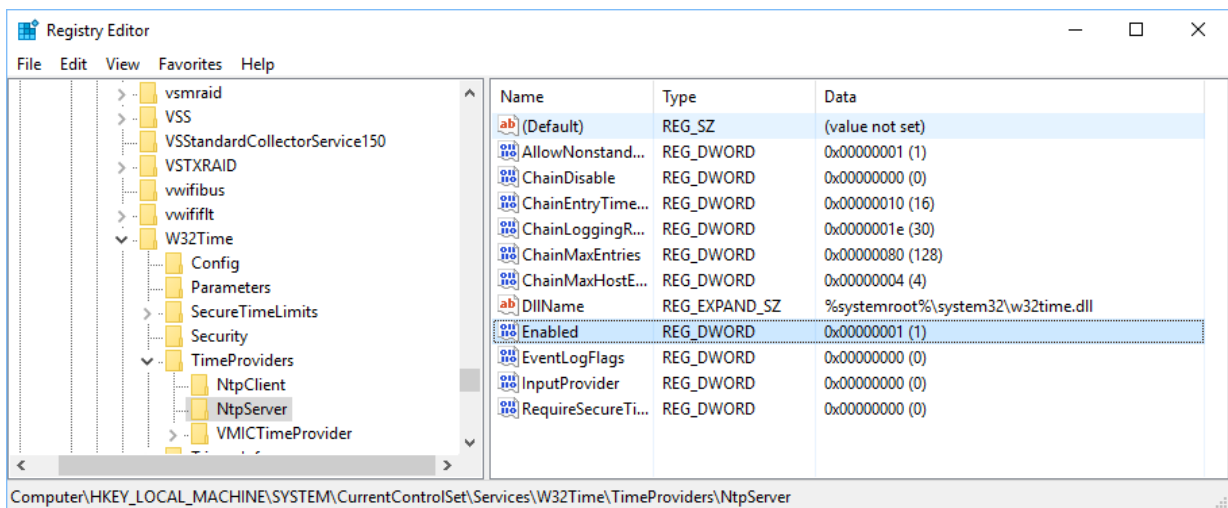 Registry Editor
File Edit View Favorites Help
vsmraid
VSS
VSStandardCollectorService150
VSTXRAID
vwifibus
vwififlt
W32Time
Config
Parameters
SecureTimeLimits
Security
TimeProviders
NtpClient
NtpServer
VMICTimeProvider
Name Type Data
(Default) REG_SZ (value not set)
AllowNonstand... REG_DWORD 0x00000001 (1)
ChainDisable REG_DWORD 0x00000000 (0)
ChainEntryTime... REG_DWORD 0x00000010 (16)
ChainLoggingR... REG_DWORD 0x0000001e (30)
ChainMaxEntries REG_DWORD 0x00000080 (128)
ChainMaxHostE... REG_DWORD 0x00000004 (4)
DllName REG_EXPAND_SZ %systemroot%\system32\w32time.dll
Enabled REG_DWORD 0x00000001 (1)
EventLogFlags REG_DWORD 0x00000000 (0)
InputProvider REG_DWORD 0x00000000 (0)
RequireSecureTi... REG_DWORD 0x00000000 (0)
Computer\HKEY_LOCAL_MACHINE\SYSTEM\CurrentControlSet\Services\W32Time\TimeProviders\NtpServer